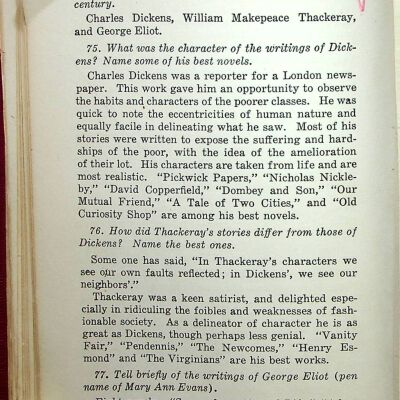 century.
Charles Dickens, William Makepeace Thackeray,
and George Eliot.
75. What was the character of the writings of Dick-
ens? Name some of his best novels.
Charles Dickens was a reporter for a London news-
paper. This work gave him an opportunity to observe
the habits and characters of the poorer classes. He was
quick to note the eccentricities of human nature and
equally facile in delineating what he saw. Most of his
stories were written to expose the suffering and hard-
ships of the poor, with the idea of the amelioration
of their lot. His characters are taken from life and are
most realistic. "Pickwick Papers," "Nicholas Nickle-
by," "David Copperfield," "Dombey and Son," "Our
Mutual Friend," "A Tale of Two Cities," and "Old
Curiosity Shop" are among his best novels.
76. How did Thackeray's stories differ from those of
Dickens? Name the best ones.
Some one has said, "In Thackeray's characters we
see our own faults reflected; in Dickens', we see our
neighbors'."
Thackeray was a keen satirist, and delighted espe-
cially in ridiculing the foibles and weaknesses of fash-
ionable society. As a delineator of character he is as
great as Dickens, though perhaps less genial. "Vanity
Fair," "Pendennis," "The Newcomes," "Henry Es-
mond" and "The Virginians" are his best works.
77. Tell briefly of the writings of George Eliot (pen
name of Mary Ann Evans).